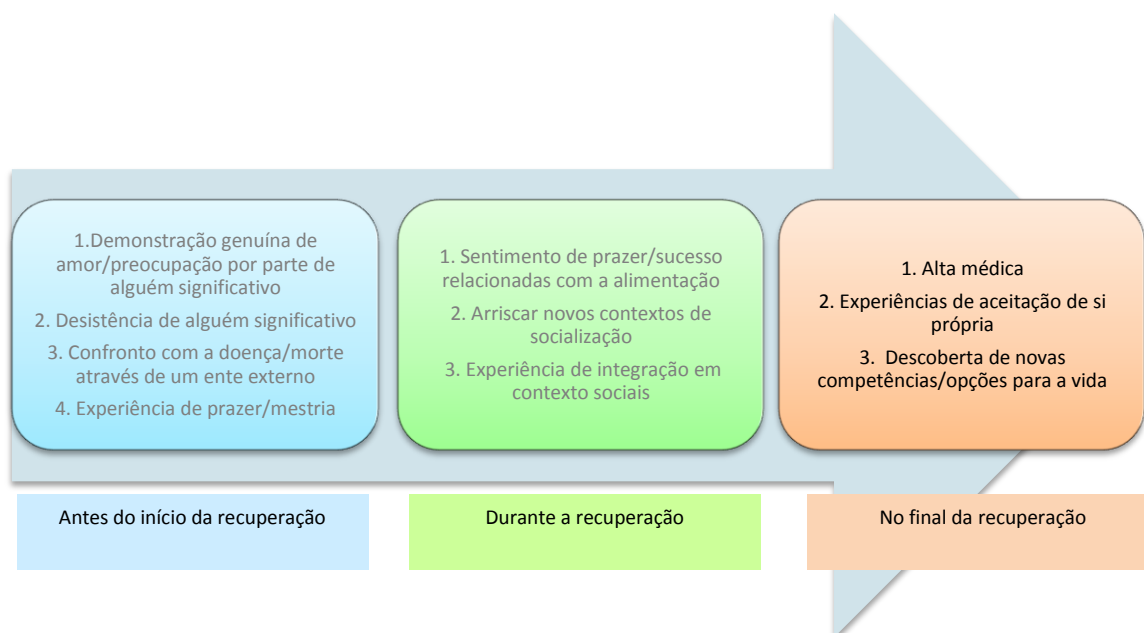 1.Demonstração genuína de
amor/preocupação por parte de
alguém significativo
2. Desistência de alguém significativo
3. Confronto com a doença/morte
através de um ente externo
4. Experiência de prazer/mestria
1. Sentimento de prazer/sucesso
relacionadas com a alimentação
2. Arriscar novos contextos de
socialização
3. Experiência de integração em
contexto sociais
1. Alta médica
2. Experiências de aceitação de si
própria
3. Descoberta de novas
competências/opções para a vida
Antes do início da recuperação
Durante a recuperação
No final da recuperação